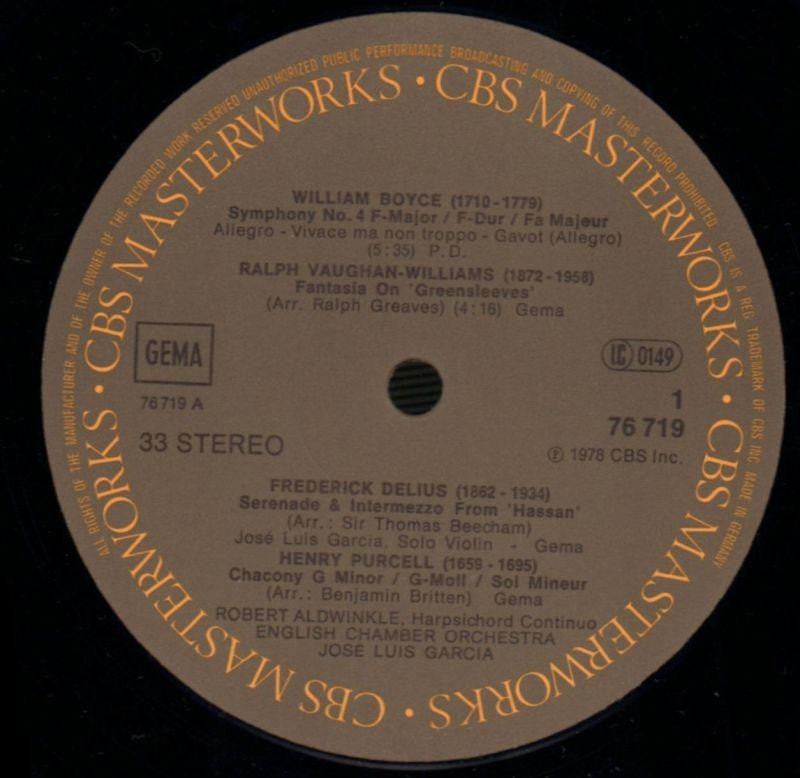 ALL RIGHTS OF THE MANUFACTURER AND OF THE OWNER OF THE RECORDED WORK RESERVED UNAUTHORIZED PUBLIC PERFORMANCE BROADCASTING AND COPYING OF THIS RECORD PROHIBITED. CBS IS A REG. TRADEMARK OF CBS INC. MADE IN GERMANY
CBS MASTERWORKS • CBS MASTERWORKS • CBS MASTERWORKS • CBS MASTERWORKS •
WILLIAM BOYCE (1710-1779)
Symphony No. 4 F-Major / F-Dur / Fa Majeur
Allegro - Vivace ma non troppo - Gavot (Allegro)
(5:35) P.D.
RALPH VAUGHAN-WILLIAMS (1872-1958)
Fantasia On 'Greensleeves'
(Arr. Ralph Greaves) (4:16) Gema
GEMA
LC 0149
76719 A
1
76 719
33 STEREO
℗ 1978 CBS Inc.
FREDERICK DELIUS (1862 - 1934)
Serenade & Intermezzo From 'Hassan'
(Arr.: Sir Thomas Beecham)
José Luis Garcia, Solo Violin - Gema
HENRY PURCELL (1659 - 1695)
Chacony G Minor / G-Moll / Sol Mineur
(Arr.: Benjamin Britten) Gema
ROBERT ALDWINKLE, Harpsichord Continuo
ENGLISH CHAMBER ORCHESTRA
JOSÉ LUIS GARCIA